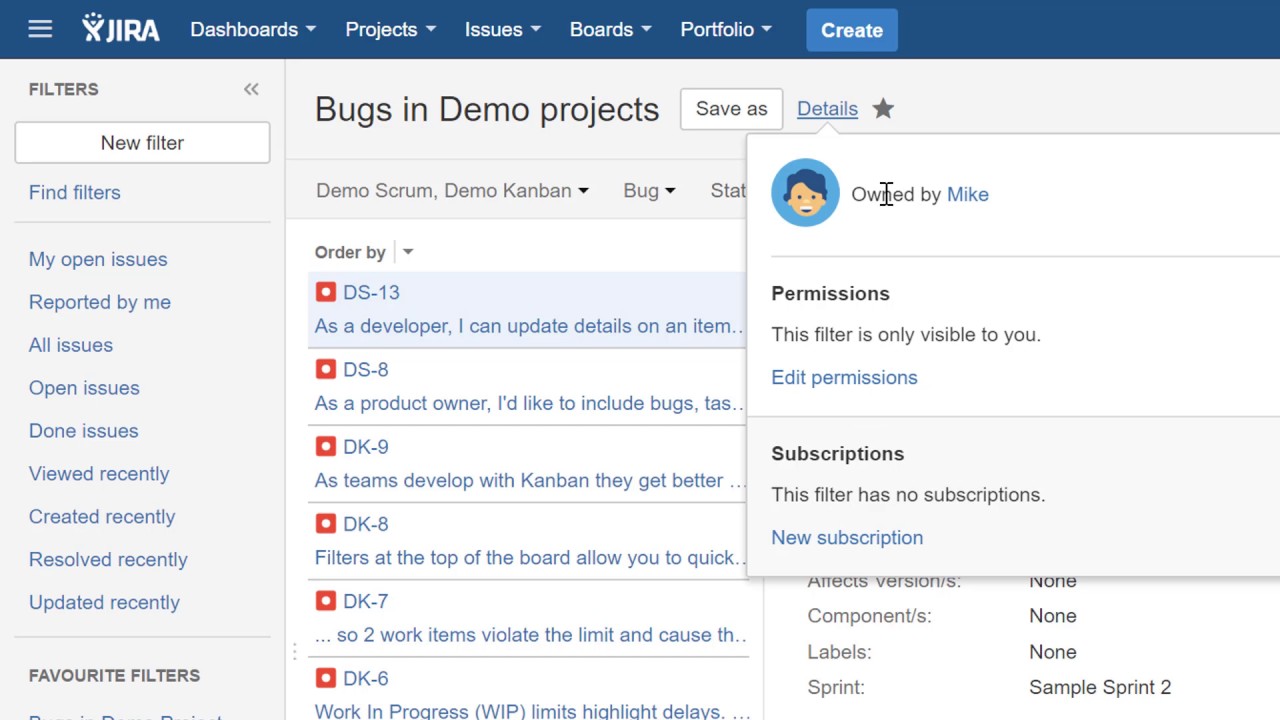 JIRA Dashboards Projects Issues Boards Portfolio Create
FILTERS
New filter
Find filters
My open issues
Reported by me
All issues
Open issues
Done issues
Viewed recently
Created recently
Resolved recently
Updated recently
FAVOURITE FILTERS
Bugs in Demo Project
Bugs in Demo projects Save as Details
Demo Scrum, Demo Kanban Bug Stat
Order by
DS-13
As a developer, I can update details on an item...
DS-8
As a product owner, I'd like to include bugs, tas...
DK-9
As teams develop with Kanban they get better ...
DK-8
Filters at the top of the board allow you to quick...
DK-7
... so 2 work items violate the limit and cause th...
DK-6
Work In Progress (WIP) limits highlight delays. ...
Owned by Mike
Permissions
This filter is only visible to you.
Edit permissions
Subscriptions
This filter has no subscriptions.
New subscription
Affects Version/s: None
Component/s: None
Labels: None
Sprint: Sample Sprint 2